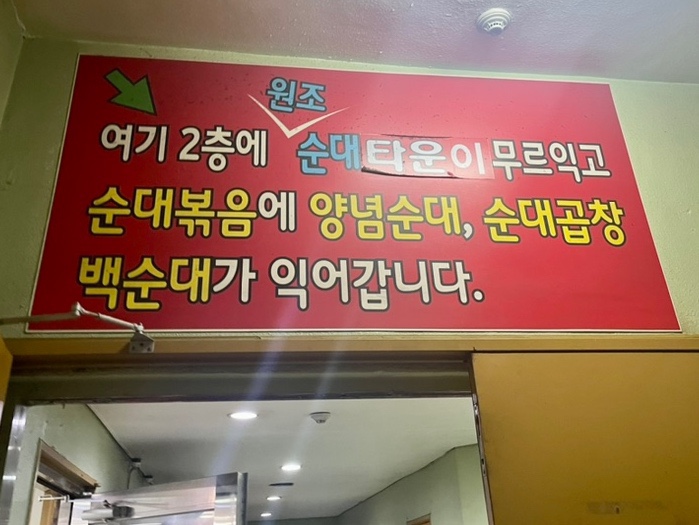 원조
여기 2층에 순대타운이 무르익고
순대볶음에 양념순대, 순대곱창
백순대가 익어갑니다.